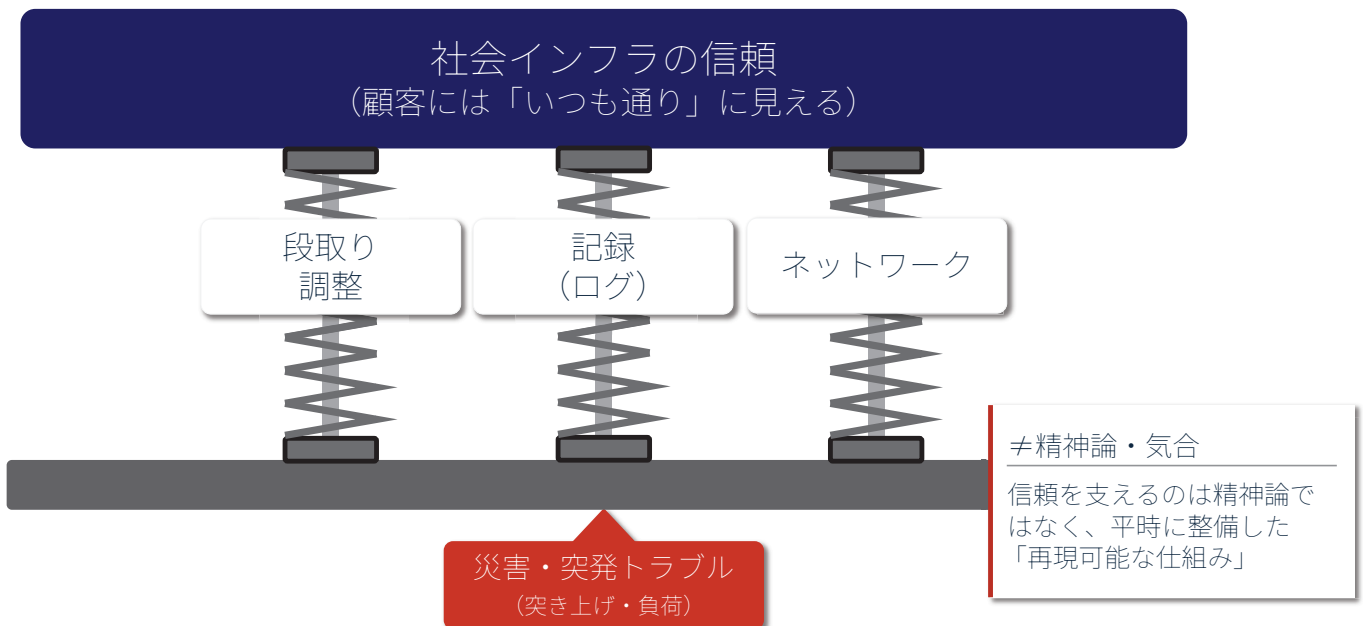 社会インフラの信頼
（顧客には「いつも通り」に見える）
段取り
調整
記録
（ログ）
ネットワーク
≠精神論・気合
信頼を支えるのは精神論で
はなく、平時に整備した
「再現可能な仕組み」
災害・突発トラブル
（突き上げ・負荷）